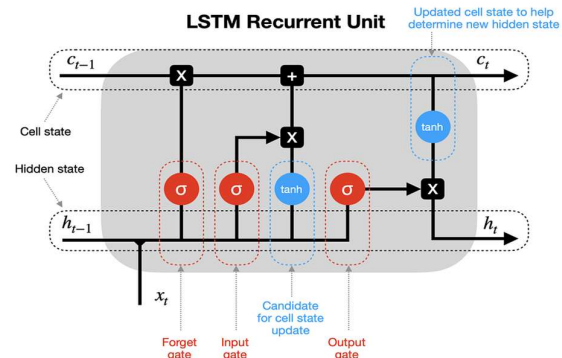 LSTM Recurrent Unit
Updated cell state to help
determine new hidden state
c_{t-1}
c_t
X
+
Cell state
X
tanh
Hidden state
σ
σ
tanh
σ
X
h_{t-1}
h_t
x_t
Candidate
for cell state
update
Forget
gate
Input
gate
Output
gate